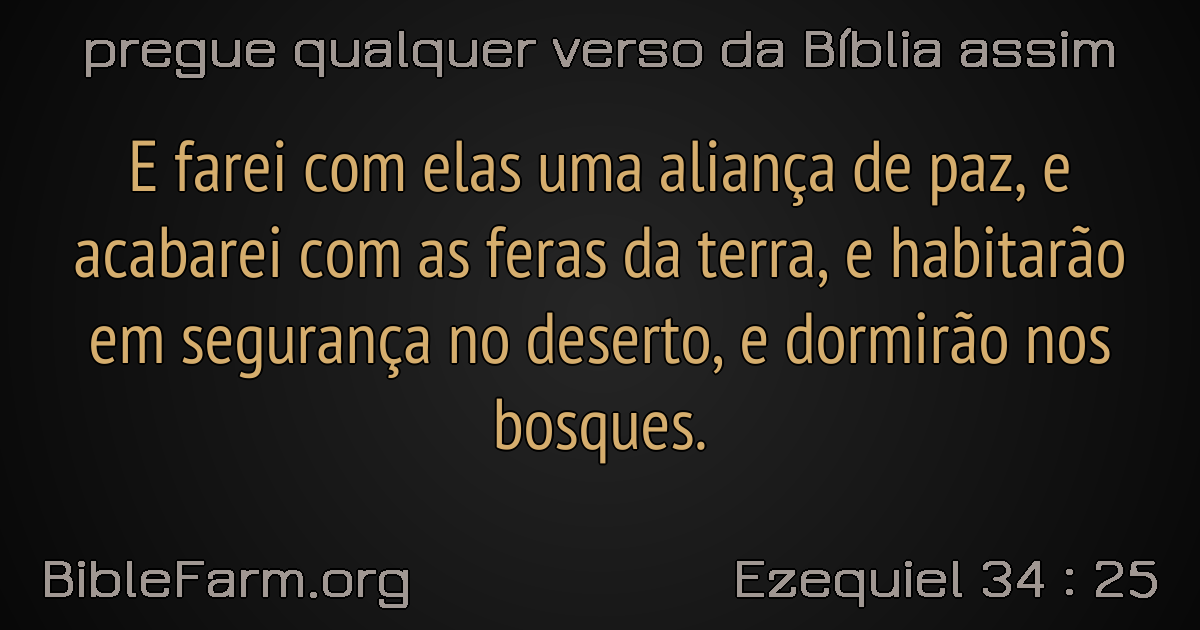 pregue qualquer verso da Bíblia assim
E farei com elas uma aliança de paz, e
acabarei com as feras da terra, e habitarão
em segurança no deserto, e dormirão nos
bosques.
BibleFarm.org
Ezequiel 34 : 25